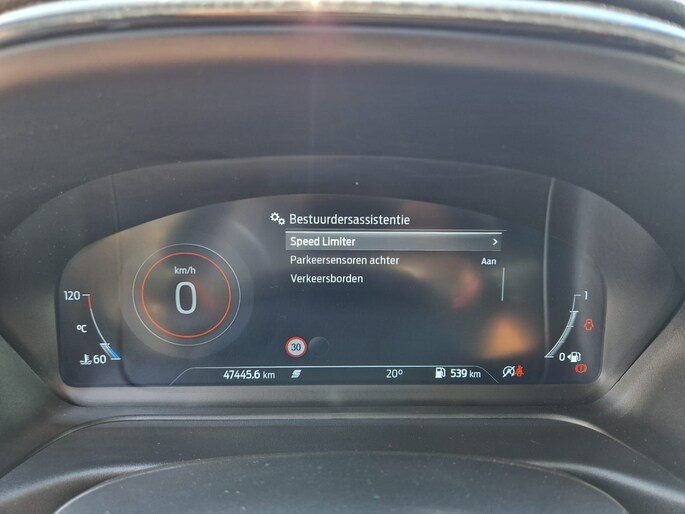 Bestuurdersassistentie
Speed Limiter >
Parkeersensoren achter Aan
Verkeersborden
km/h
0
120
°C
60
30
1
0
47445.6 km
20°
539 km